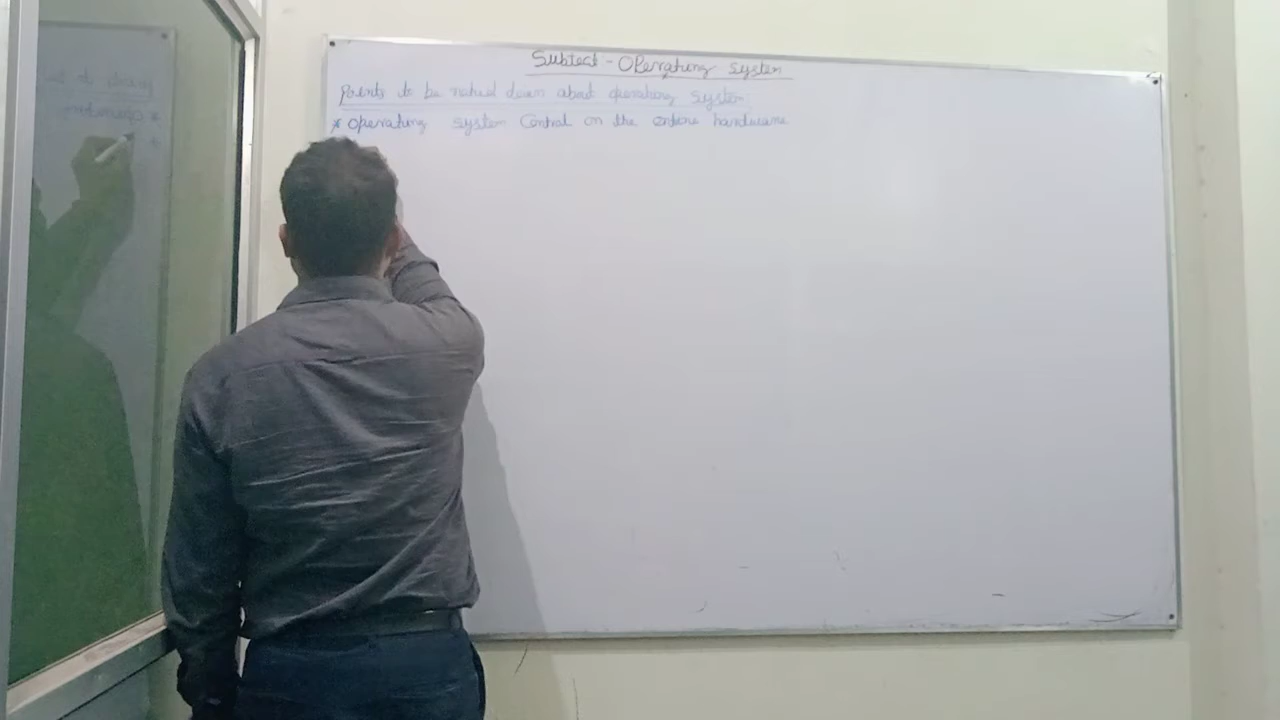 Subject - Operating System
Points to be noted down about operating system:
* Operating system Control on the entire hardware